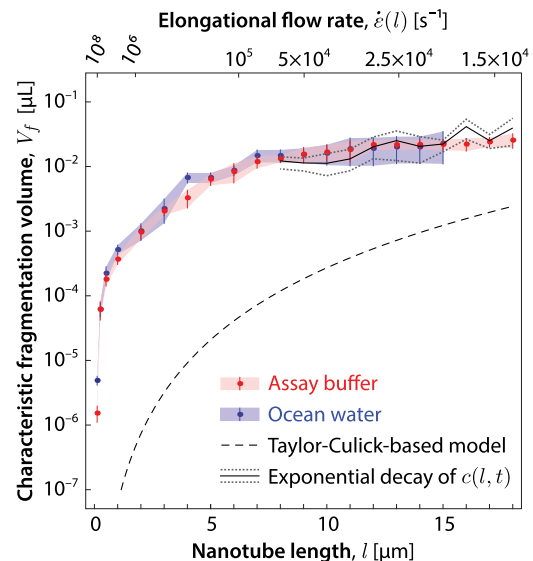 Elongational flow rate, ε̇(l) [s⁻¹]
10⁸ 10⁶ 10⁵ 5×10⁴ 2.5×10⁴ 1.5×10⁴
Characteristic fragmentation volume, V_f [μL]
10⁻¹
10⁻²
10⁻³
10⁻⁴
10⁻⁵
10⁻⁶
10⁻⁷
Assay buffer
Ocean water
Taylor-Culick-based model
Exponential decay of c(l, t)
0 5 10 15
Nanotube length, l [μm]